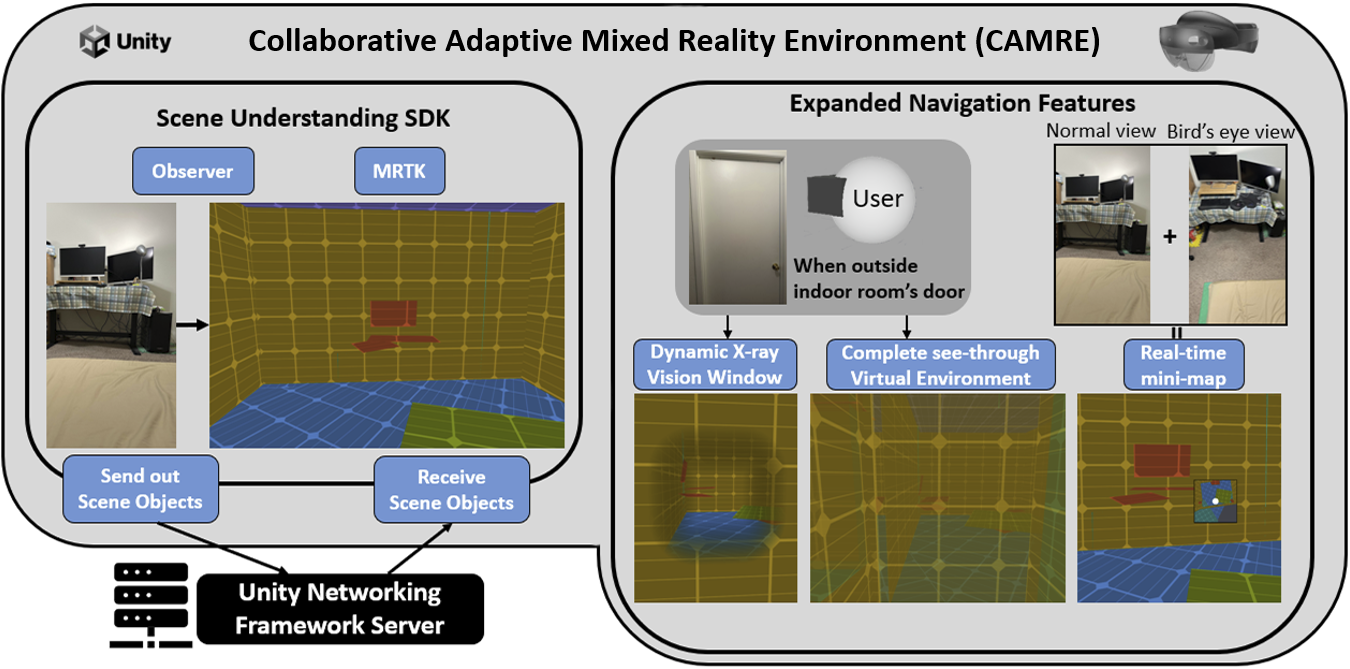 Unity
Collaborative Adaptive Mixed Reality Environment (CAMRE)
Scene Understanding SDK
Observer
MRTK
Send out
Scene Objects
Receive
Scene Objects
Unity Networking
Framework Server
Expanded Navigation Features
Normal view
Bird's eye view
User
When outside
indoor room's door
+
Dynamic X-ray
Vision Window
Complete see-through
Virtual Environment
Real-time
mini-map